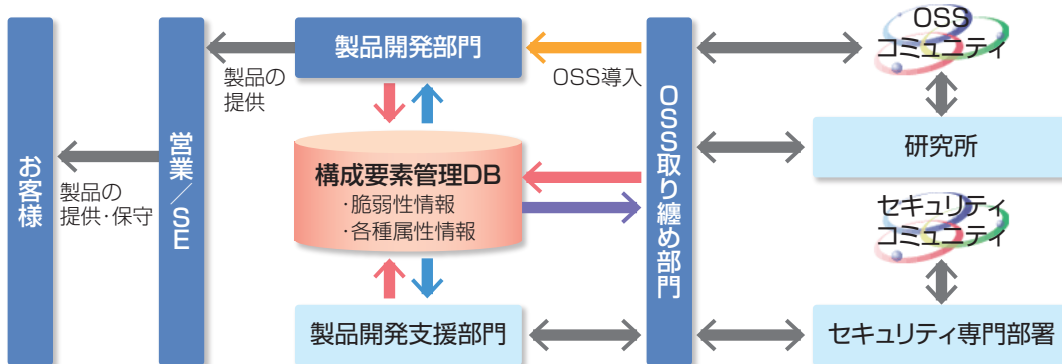 お客様
製品の
提供・保守
営業／SE
製品の
提供
製品開発部門
OSS導入
構成要素管理DB
・脆弱性情報
・各種属性情報
製品開発支援部門
OSS取り纏め部門
OSS
コミュニティ
研究所
セキュリティ
コミュニティ
セキュリティ専門部署